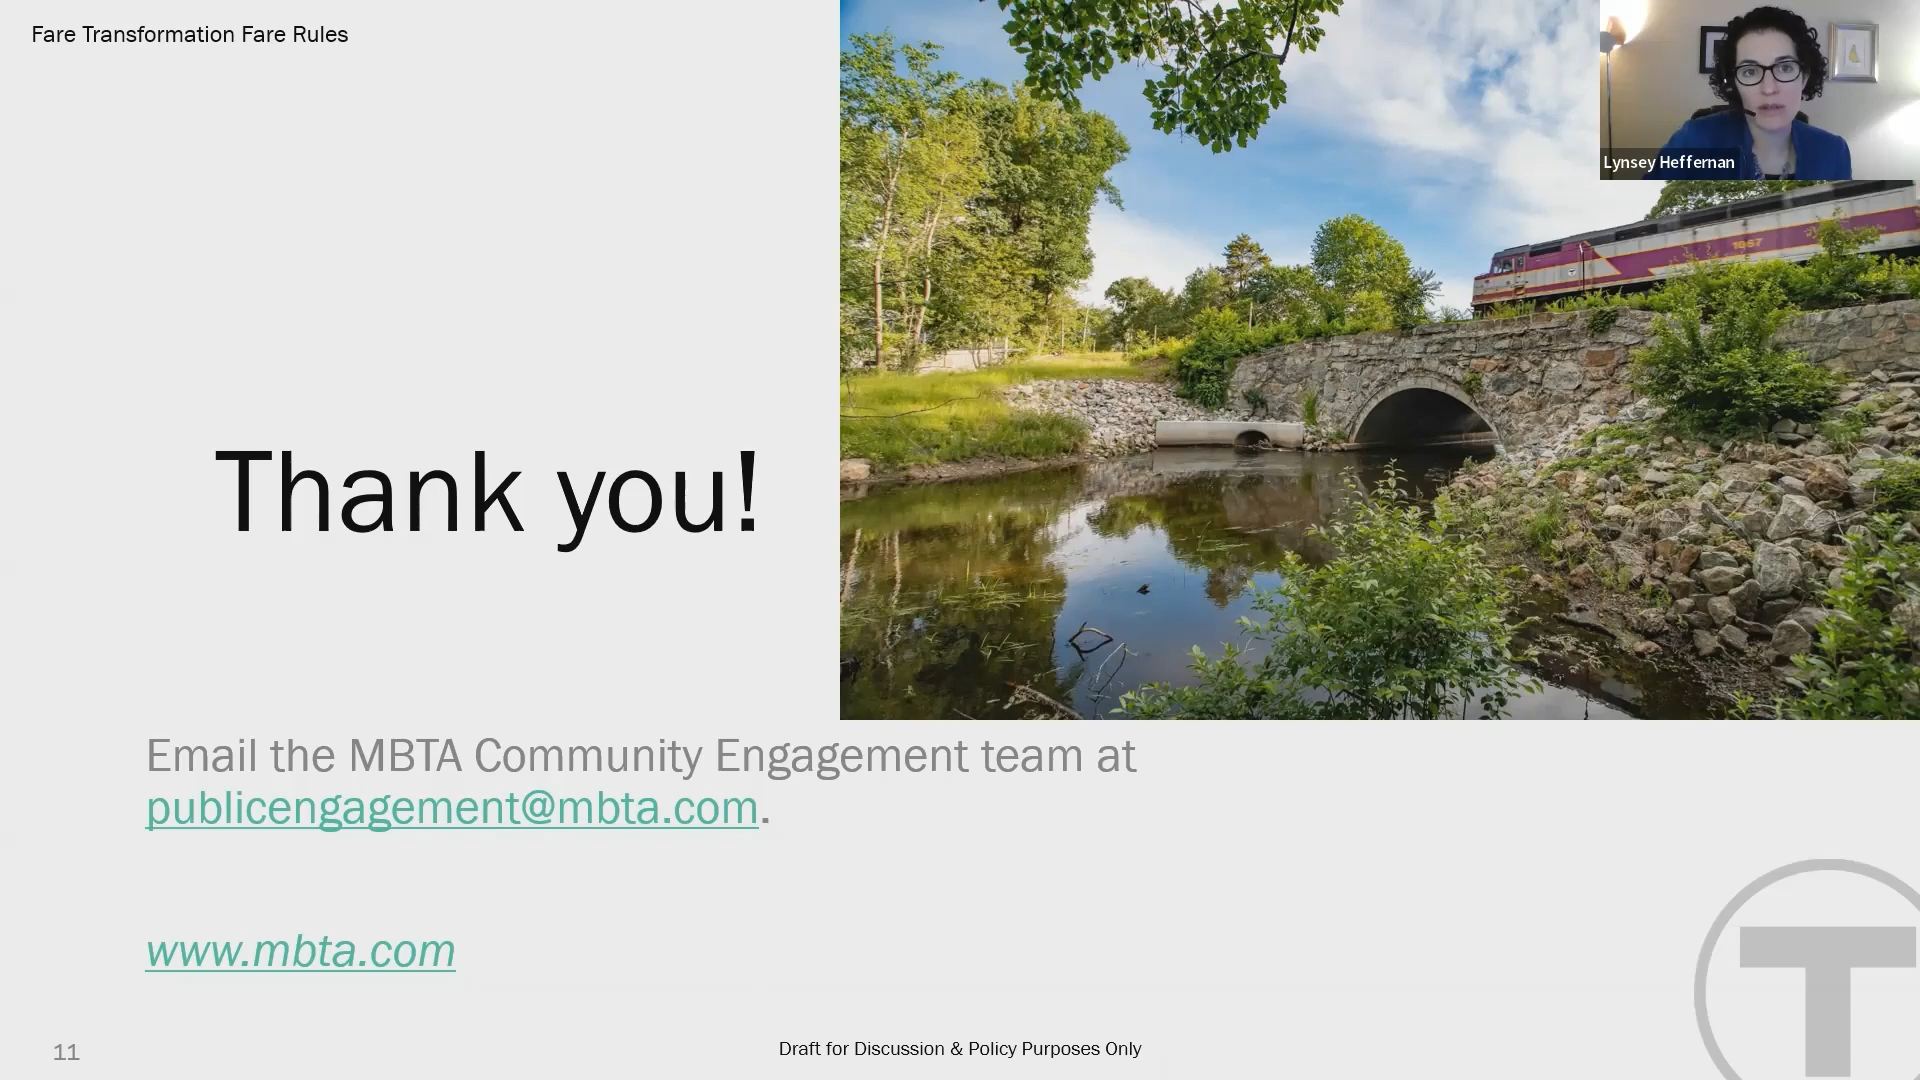 Fare Transformation Fare Rules
Lynsey Heffernan
1067
Thank you!
Email the MBTA Community Engagement team at
publicengagement@mbta.com.
www.mbta.com
11
Draft for Discussion & Policy Purposes Only
T